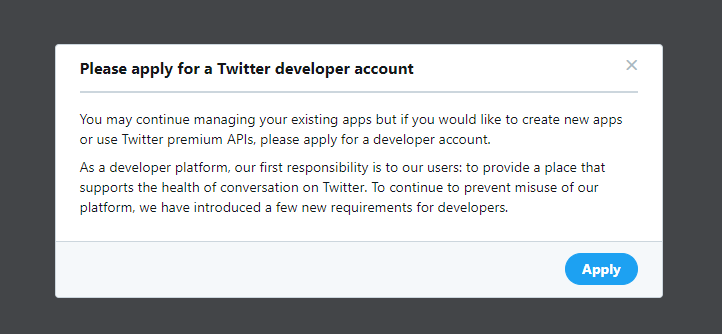 Please apply for a Twitter developer account
You may continue managing your existing apps but if you would like to create new apps
or use Twitter premium APIs, please apply for a developer account.
As a developer platform, our first responsibility is to our users: to provide a place that
supports the health of conversation on Twitter. To continue to prevent misuse of our
platform, we have introduced a few new requirements for developers.
Apply